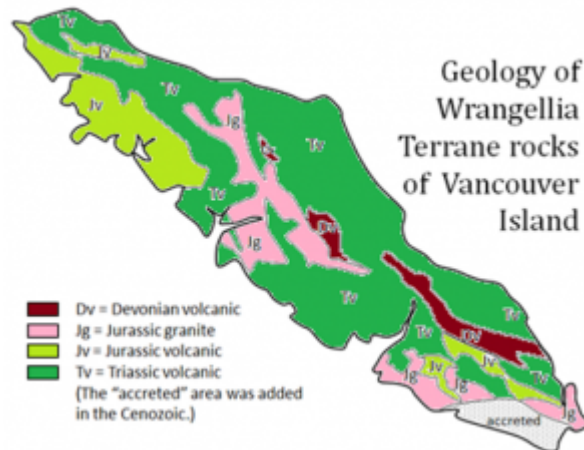 Geology of
Wrangellia
Terrane rocks
of Vancouver
Island
Tv
Jv
Tv
Jv
Jg
Tv
Tv
Dv
Jg
Tv
Tv
Tv
Dv
Jv
Jv
Jg
Jg
Jg
accreted
Dv = Devonian volcanic
Jg = Jurassic granite
Jv = Jurassic volcanic
Tv = Triassic volcanic
(The “accreted” area was added
in the Cenozoic.)